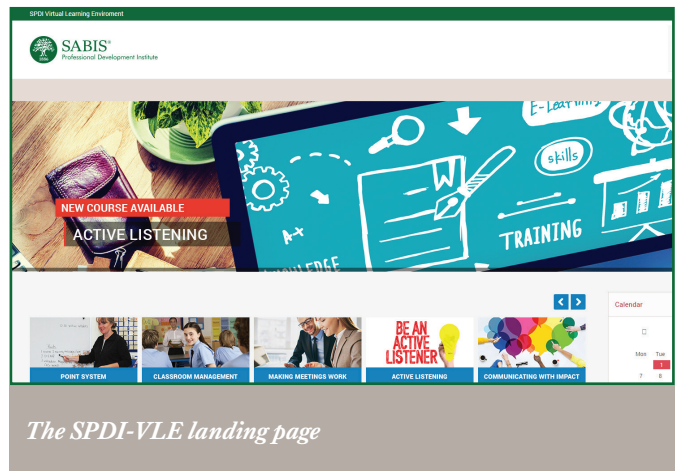 SPDI Virtual Learning Enviroment
SABIS®
Professional Development Institute
E-Learning
skills
NEW COURSE AVAILABLE
ACTIVE LISTENING
A+
TRAINING
KNOWLEDGE
Calendar
BE AN
ACTIVE
LISTENER
Mon Tue
1
7 8
POINT SYSTEM
CLASSROOM MANAGEMENT
MAKING MEETINGS WORK
ACTIVE LISTENING
COMMUNICATING WITH IMPACT
The SPDI-VLE landing page